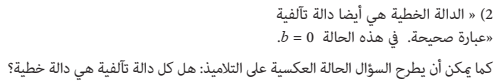 2) « الدالة الخطية هي أيضا دالة تآلفية
«عبارة صحيحة. في هذه الحالة b = 0.
كما يمكن أن يطرح السؤال الحالة العكسية على التلاميذ: هل كل دالة تآلفية هي دالة خطية؟